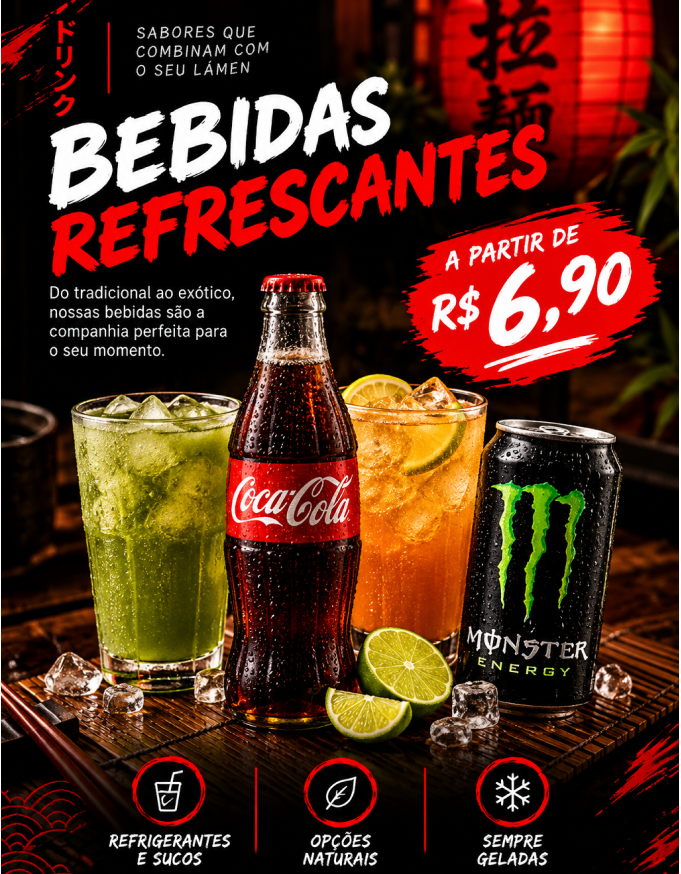 ドリンク
SABORES QUE
COMBINAM COM
O SEU LÁMEN
拉麺
BEBIDAS
REFRESCANTES
A PARTIR DE
R$ 6,90
Do tradicional ao exótico,
nossas bebidas são a
companhia perfeita para
o seu momento.
Coca-Cola
MONSTER
ENERGY
REFRIGERANTES
E SUCOS
OPÇÕES
NATURAIS
SEMPRE
GELADAS